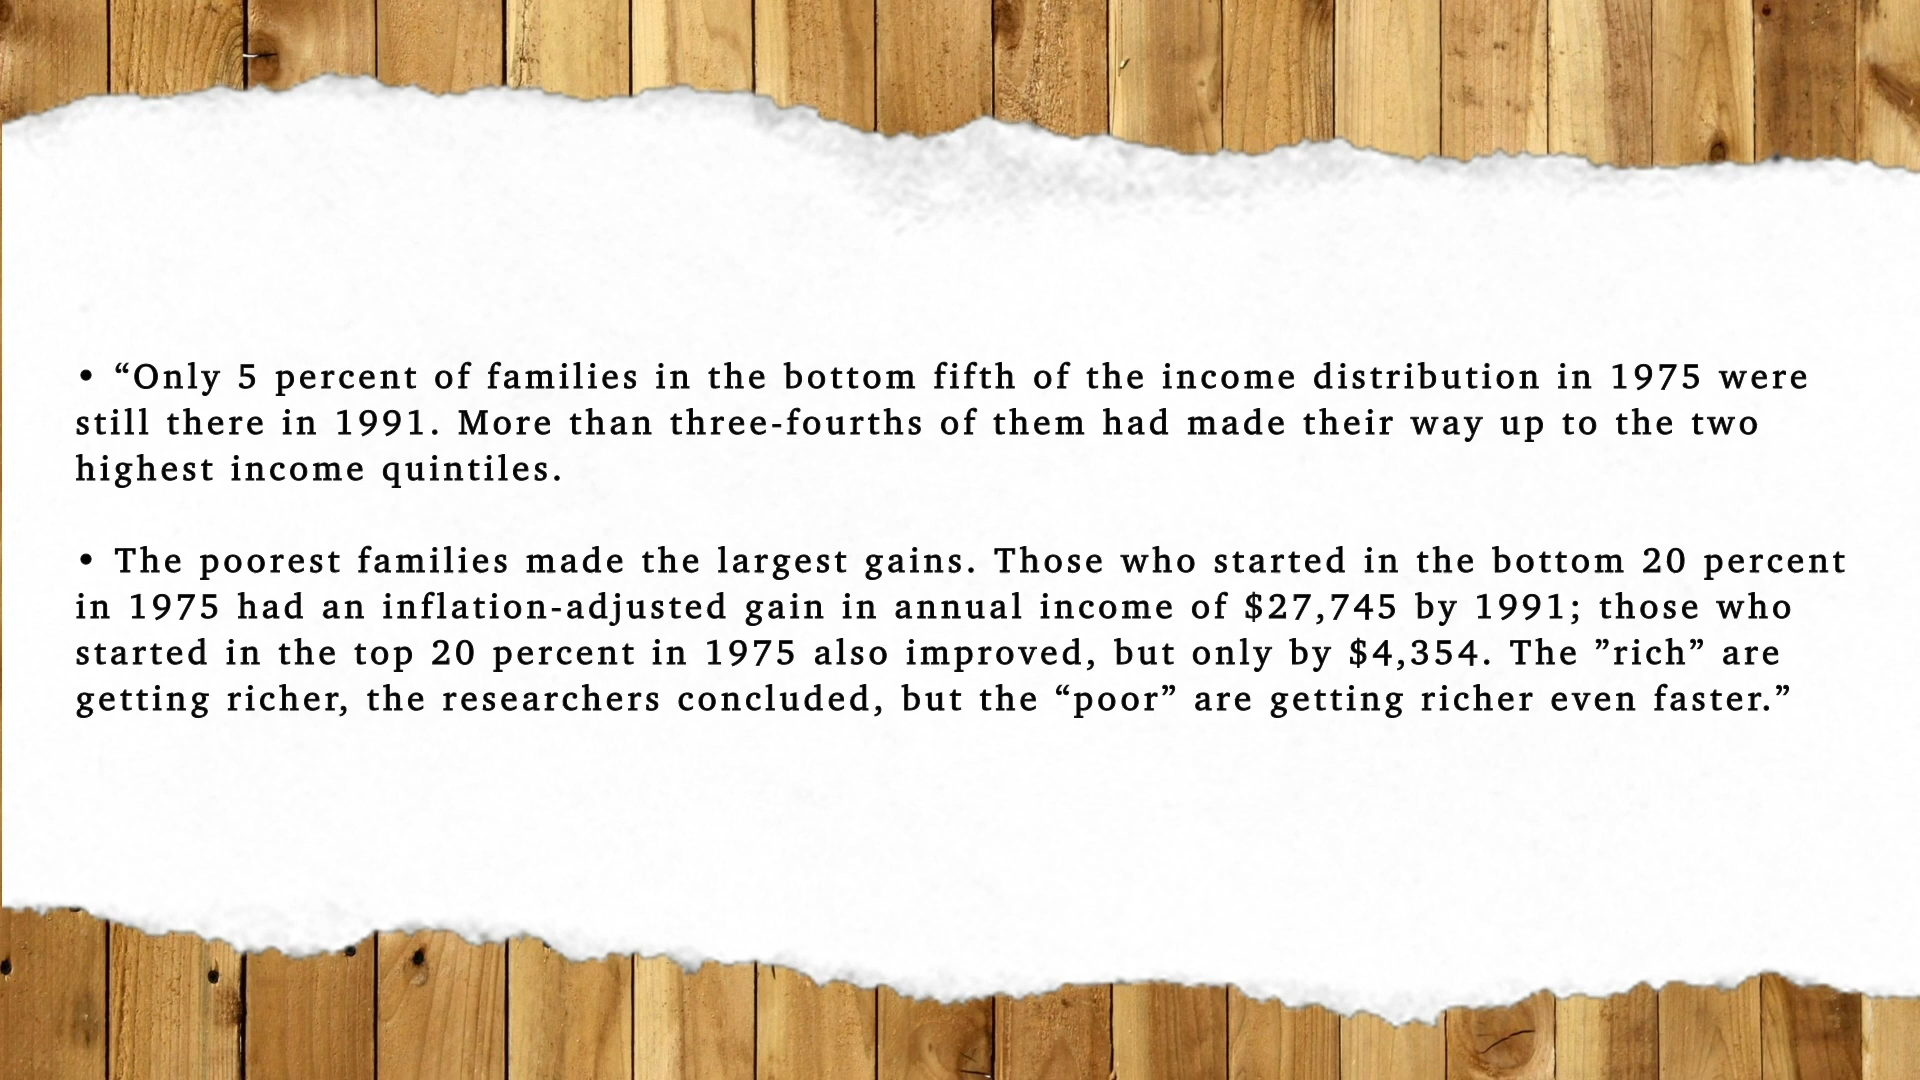 • “Only 5 percent of families in the bottom fifth of the income distribution in 1975 were
still there in 1991. More than three-fourths of them had made their way up to the two
highest income quintiles.
• The poorest families made the largest gains. Those who started in the bottom 20 percent
in 1975 had an inflation-adjusted gain in annual income of $27,745 by 1991; those who
started in the top 20 percent in 1975 also improved, but only by $4,354. The ”rich” are
getting richer, the researchers concluded, but the “poor” are getting richer even faster.”